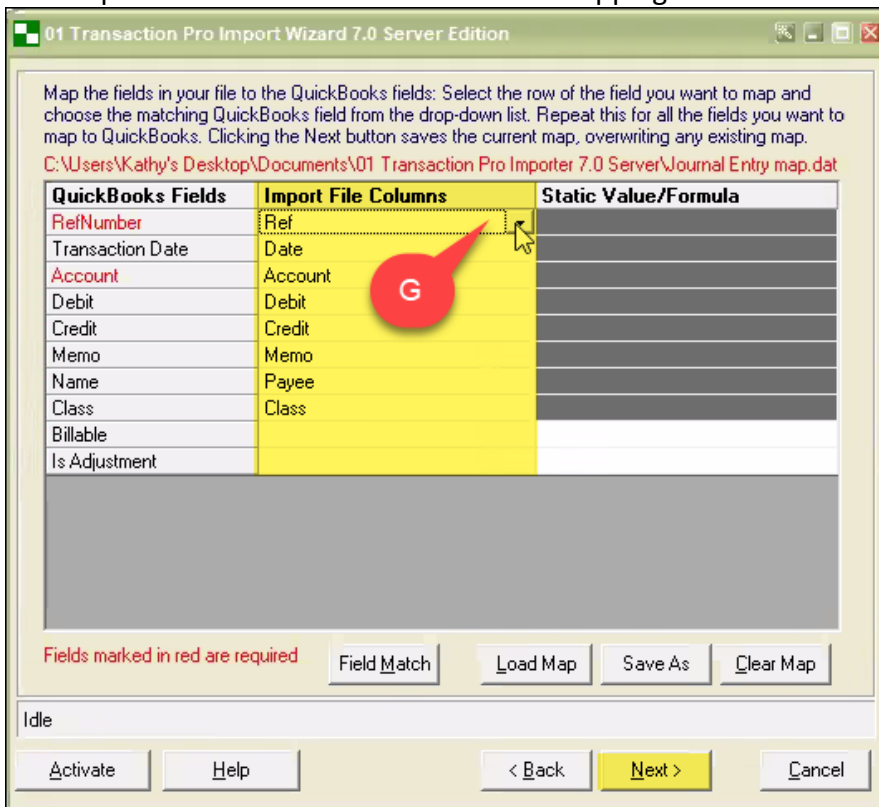 01 Transaction Pro Import Wizard 7.0 Server Edition
Map the fields in your file to the QuickBooks fields: Select the row of the field you want to map and
choose the matching QuickBooks field from the drop-down list. Repeat this for all the fields you want to
map to QuickBooks. Clicking the Next button saves the current map, overwriting any existing map.
C:\Users\Kathy's Desktop\Documents\01 Transaction Pro Importer 7.0 Server\Journal Entry map.dat
QuickBooks Fields Import File Columns Static Value/Formula
RefNumber Ref
Transaction Date Date
Account Account
G
Debit Debit
Credit Credit
Memo Memo
Name Payee
Class Class
Billable
Is Adjustment
Fields marked in red are required Field Match Load Map Save As Clear Map
Idle
Activate Help < Back Next > Cancel